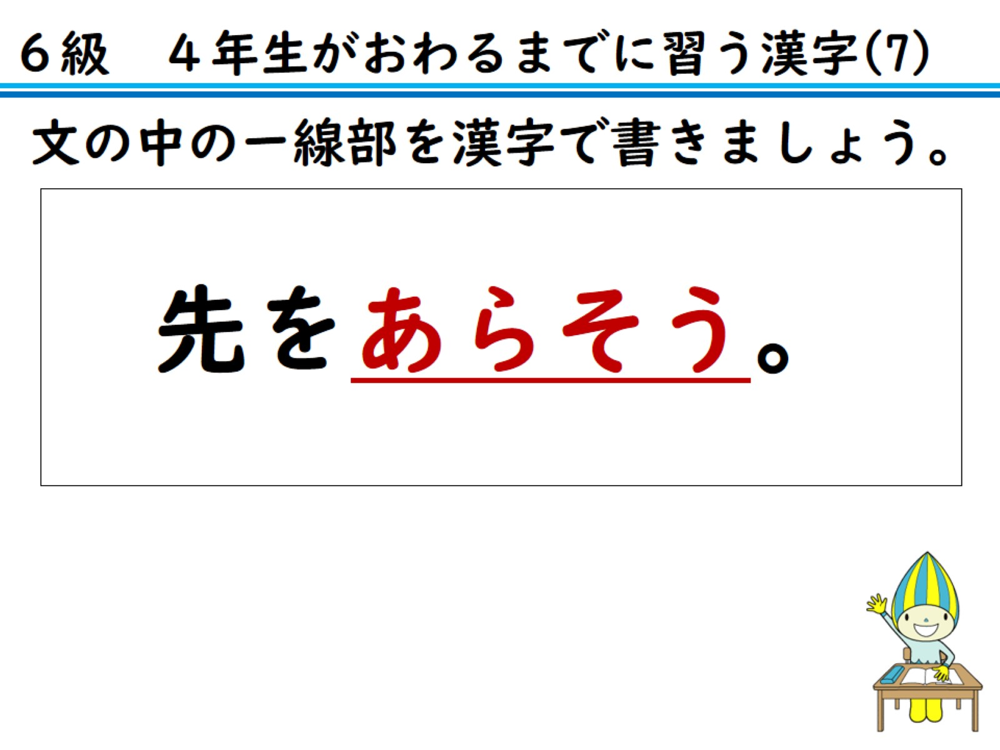 ６級　４年生がおわるまでに習う漢字(7)
文の中の―線部を漢字で書きましょう。
先をあらそう。